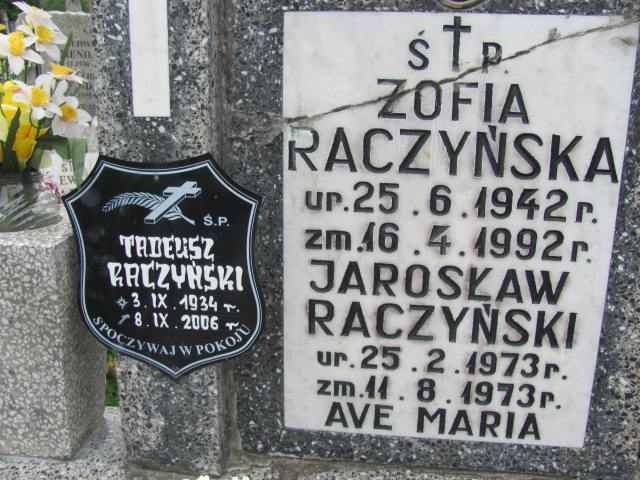 Ś P.
ZOFIA
RACZYŃSKA
ur. 25. 6. 1942 r.
zm. 16. 4. 1992 r.
JAROSŁAW
RACZYŃSKI
ur. 25. 2. 1973 r.
zm. 11. 8. 1973 r.
AVE MARIA
Ś.P.
TADEUSZ
RACZYŃSKI
3. IX. 1934 r.
8. IX. 2006 r.
SPOCZYWAJ W POKOJU